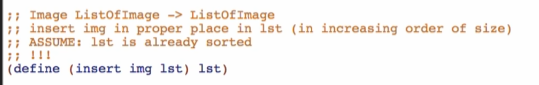 ;; Image ListOfImage -> ListOfImage
;; insert img in proper place in lst (in increasing order of size)
;; ASSUME: lst is already sorted
;; !!!
(define (insert img lst) lst)